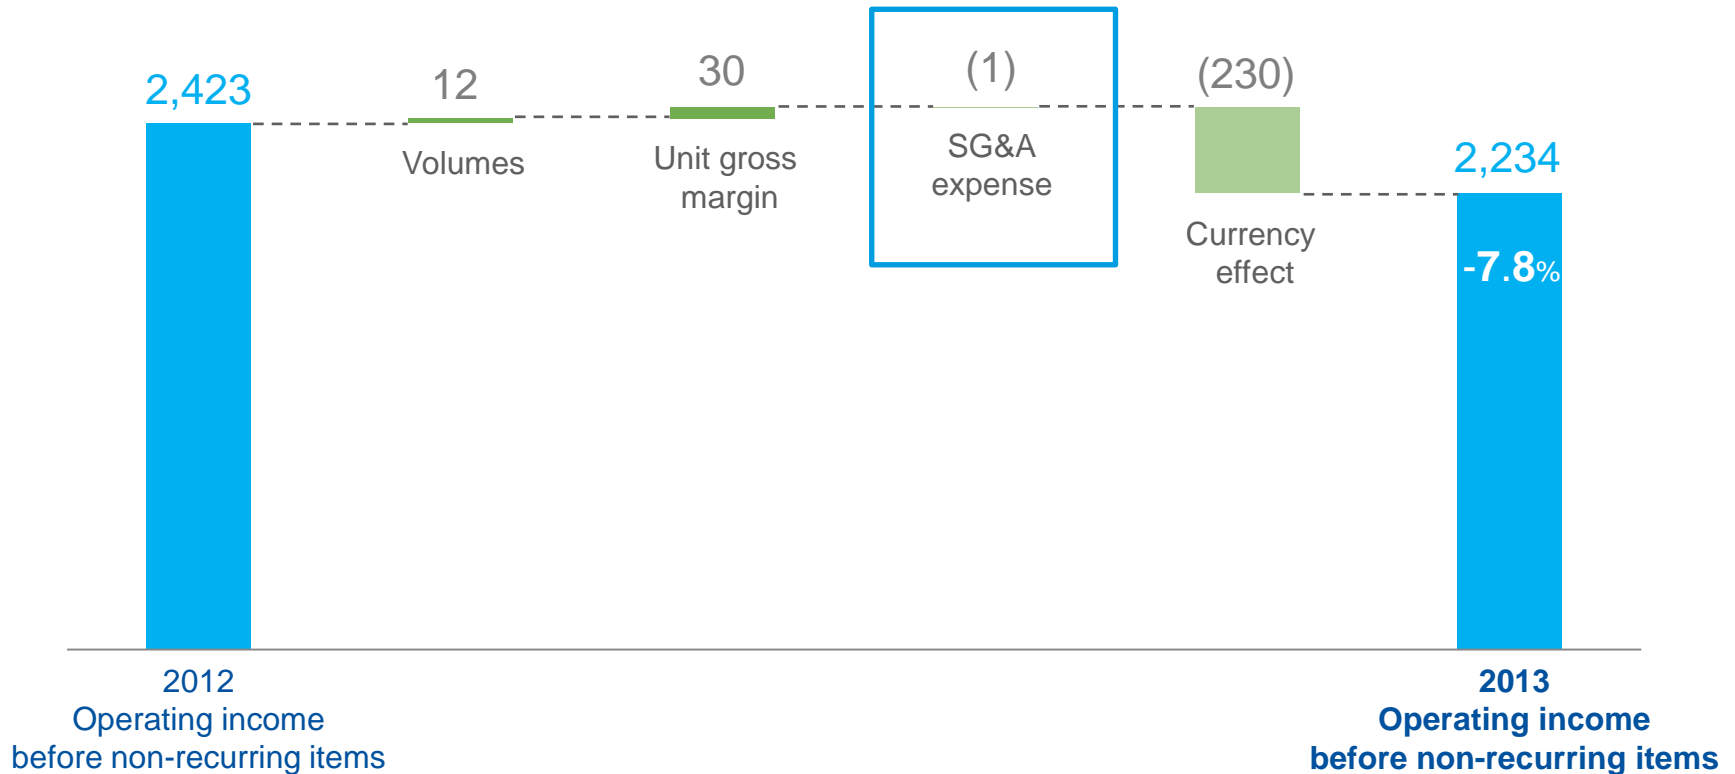 2,423
12
Volumes
30
Unit gross
margin
(1)
SG&A
expense
(230)
Currency
effect
2,234
-7.8%
2012
Operating income
before non-recurring items
2013
Operating income
before non-recurring items